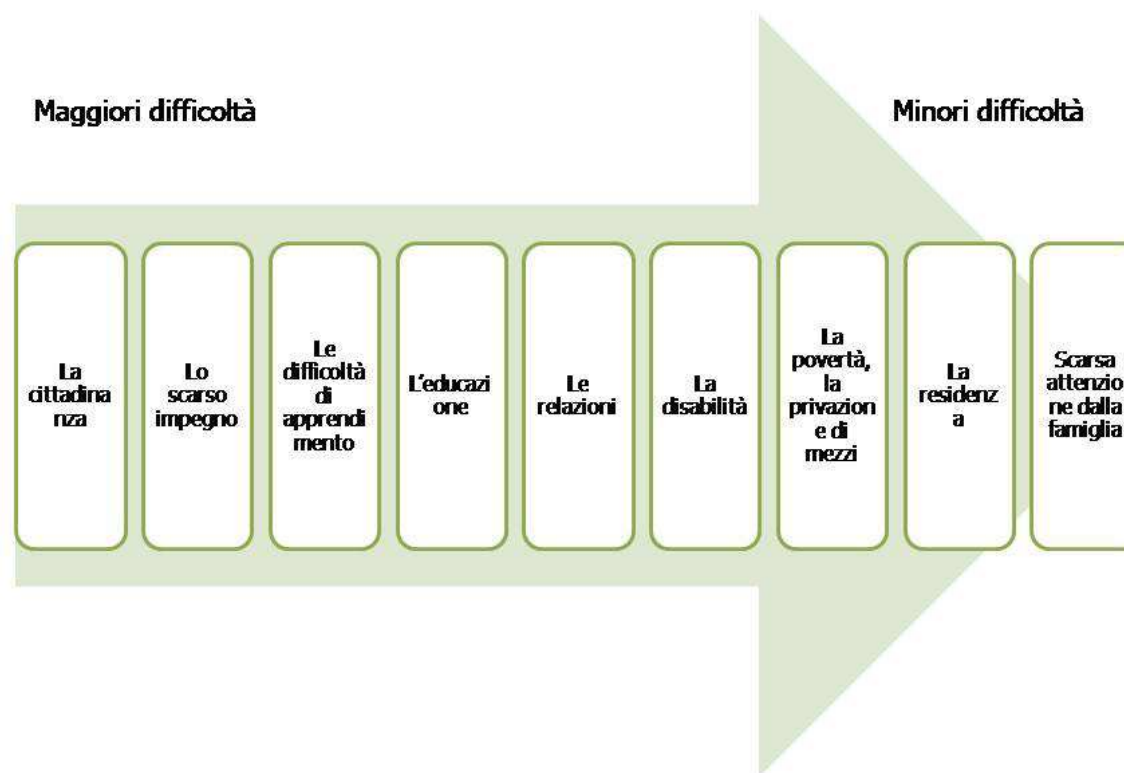 Maggiori difficoltà
Minori difficoltà
La
cittadina
nza
Lo
scarso
impegno
Le
difficoltà
di
apprendi
mento
L'educazi
one
Le
relazioni
La
disabilità
La
povertà,
la
privazion
e di
mezzi
La
residenz
a
Scarsa
attenzio
ne dalla
famiglia